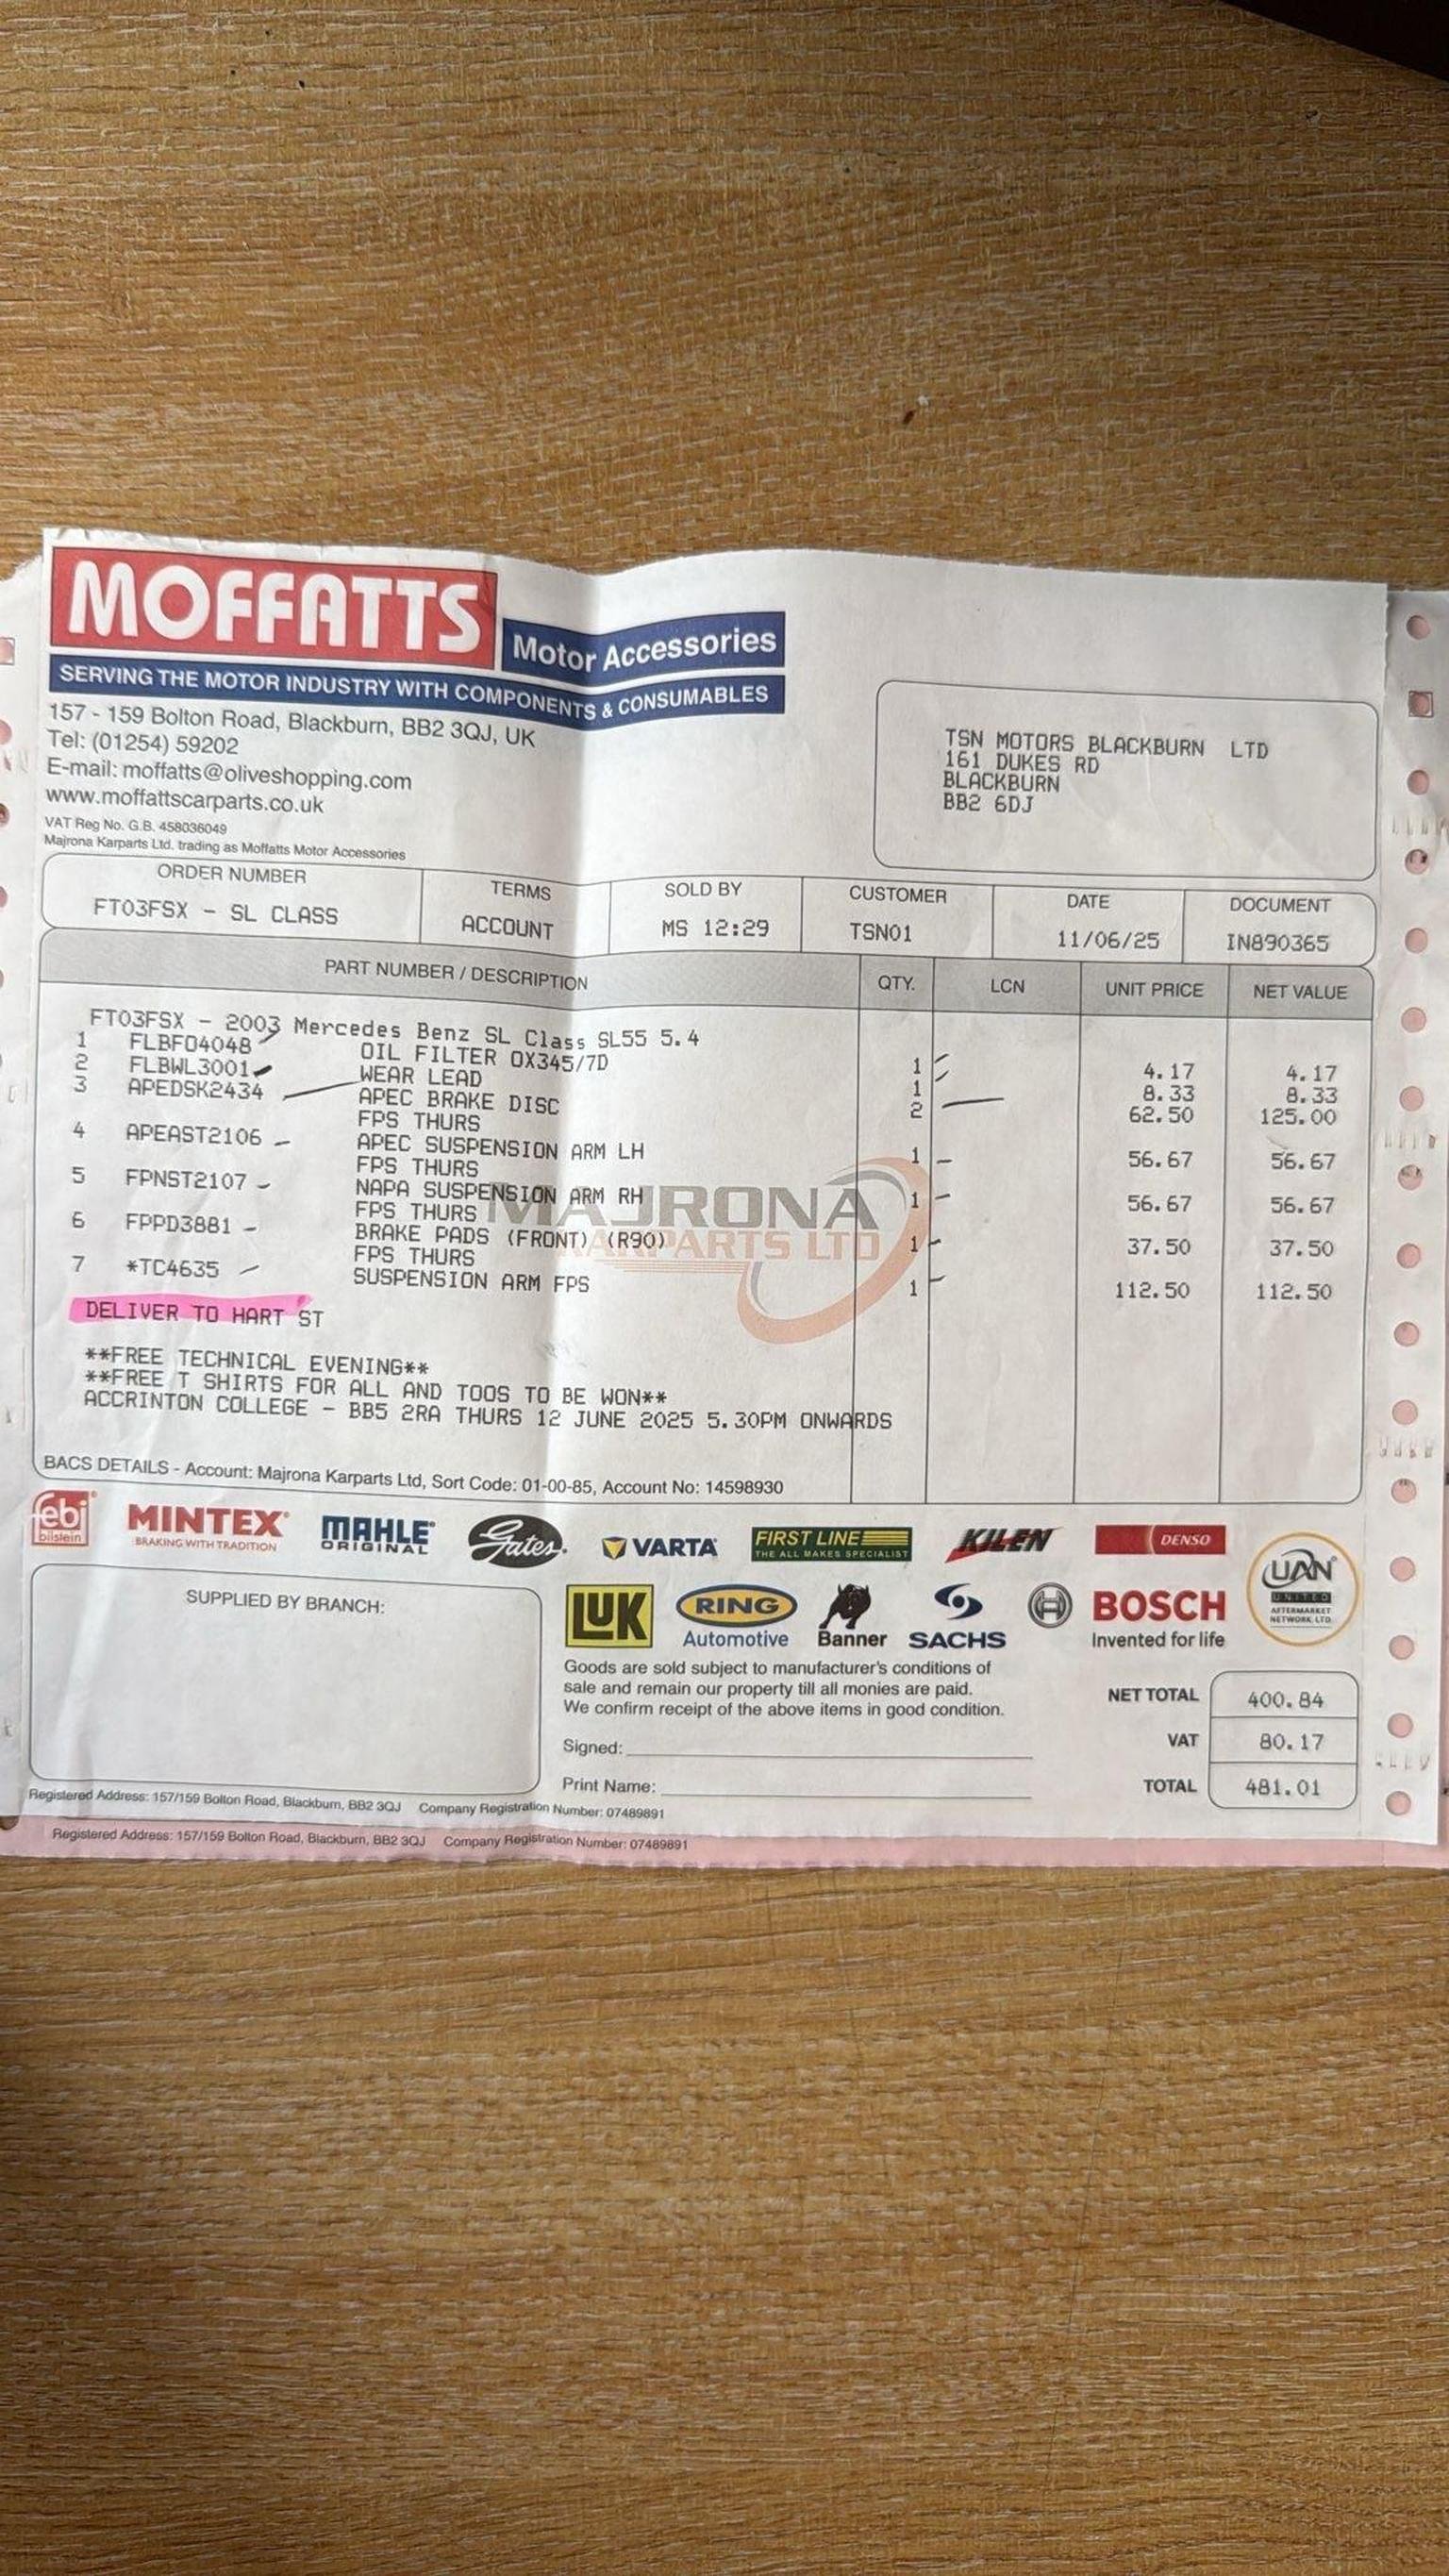 MOFFATTS
Motor Accessories
SERVING THE MOTOR INDUSTRY WITH COMPONENTS & CONSUMABLES
157 - 159 Bolton Road, Blackburn, BB2 3QJ, UK
Tel: (01254) 59202
E-mail: moffatts@oliveshopping.com
www.moffattscarparts.co.uk
VAT Reg No. G.B. 458036049
Majrona Karparts Ltd. trading as Moffatts Motor Accessories
TSN MOTORS BLACKBURN LTD
161 DUKES RD
BLACKBURN
BB2 6DJ
ORDER NUMBER TERMS SOLD BY CUSTOMER DATE DOCUMENT
FT03FSX - SL CLASS ACCOUNT MS 12:29 TSN01 11/06/25 IN890365
PART NUMBER / DESCRIPTION QTY. LCN UNIT PRICE NET VALUE
FT03FSX - 2003 Mercedes Benz SL Class SL55 5.4
1 FLBF04048 OIL FILTER OX345/7D 1 4.17 4.17
2 FLBWL3001 WEAR LEAD 1 8.33 8.33
3 APEDSK2434 APEC BRAKE DISC 2 62.50 125.00
FPS THURS
4 APEAST2106 APEC SUSPENSION ARM LH 1 56.67 56.67
FPS THURS
5 FPNST2107 NAPA SUSPENSION ARM RH 1 56.67 56.67
FPS THURS
6 FPPD3881 BRAKE PADS (FRONT) (R90) 1 37.50 37.50
FPS THURS
7 *TC4635 SUSPENSION ARM FPS 1 112.50 112.50
MAJRONA
KARPARTS LTD
DELIVER TO HART ST
**FREE TECHNICAL EVENING**
**FREE T SHIRTS FOR ALL AND TOOS TO BE WON**
ACCRINTON COLLEGE - BB5 2RA THURS 12 JUNE 2025 5.30PM ONWARDS
BACS DETAILS - Account: Majrona Karparts Ltd, Sort Code: 01-00-85, Account No: 14598930
febi
bilstein
MINTEX
BRAKING WITH TRADITION
MAHLE
ORIGINAL
Gates
VARTA
FIRST LINE
THE ALL MAKES SPECIALIST
KILEN
DENSO
UAN
UNITED
AFTERMARKET
NETWORK LTD
LUK
RING
Automotive
Banner
SACHS
BOSCH
Invented for life
SUPPLIED BY BRANCH:
Goods are sold subject to manufacturer's conditions of
sale and remain our property till all monies are paid.
We confirm receipt of the above items in good condition.
Signed:
Print Name:
NET TOTAL 400.84
VAT 80.17
TOTAL 481.01
Registered Address: 157/159 Bolton Road, Blackburn, BB2 3QJ Company Registration Number: 07489891
Registered Address: 157/159 Bolton Road, Blackburn, BB2 3QJ Company Registration Number: 07489891